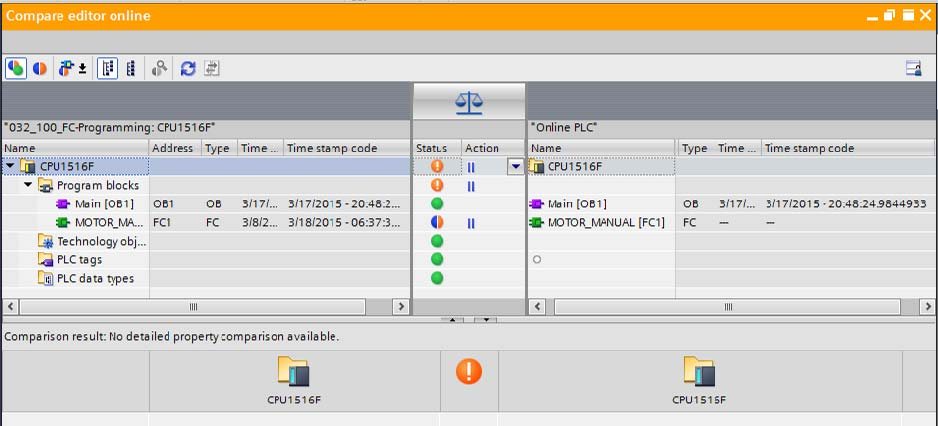 Compare editor online
"032_100_FC-Programming: CPU1516F" "Online PLC"
Name Address Type Time ... Time stamp code Status Action Name Type Time ... Time stamp code
CPU1516F CPU1516F
Program blocks
Main [OB1] OB1 OB 3/17/... 3/17/2015 - 20:48.2... Main [OB1] OB 3/17/... 3/17/2015 - 20:48:24.9844933
MOTOR_MA... FC1 FC 3/8/2... 3/18/2015 - 06:37:3... MOTOR_MANUAL [FC1] FC --- ---
Technology obj...
PLC tags
PLC data types
Comparison result: No detailed property comparison available.
CPU1516F CPU1516F